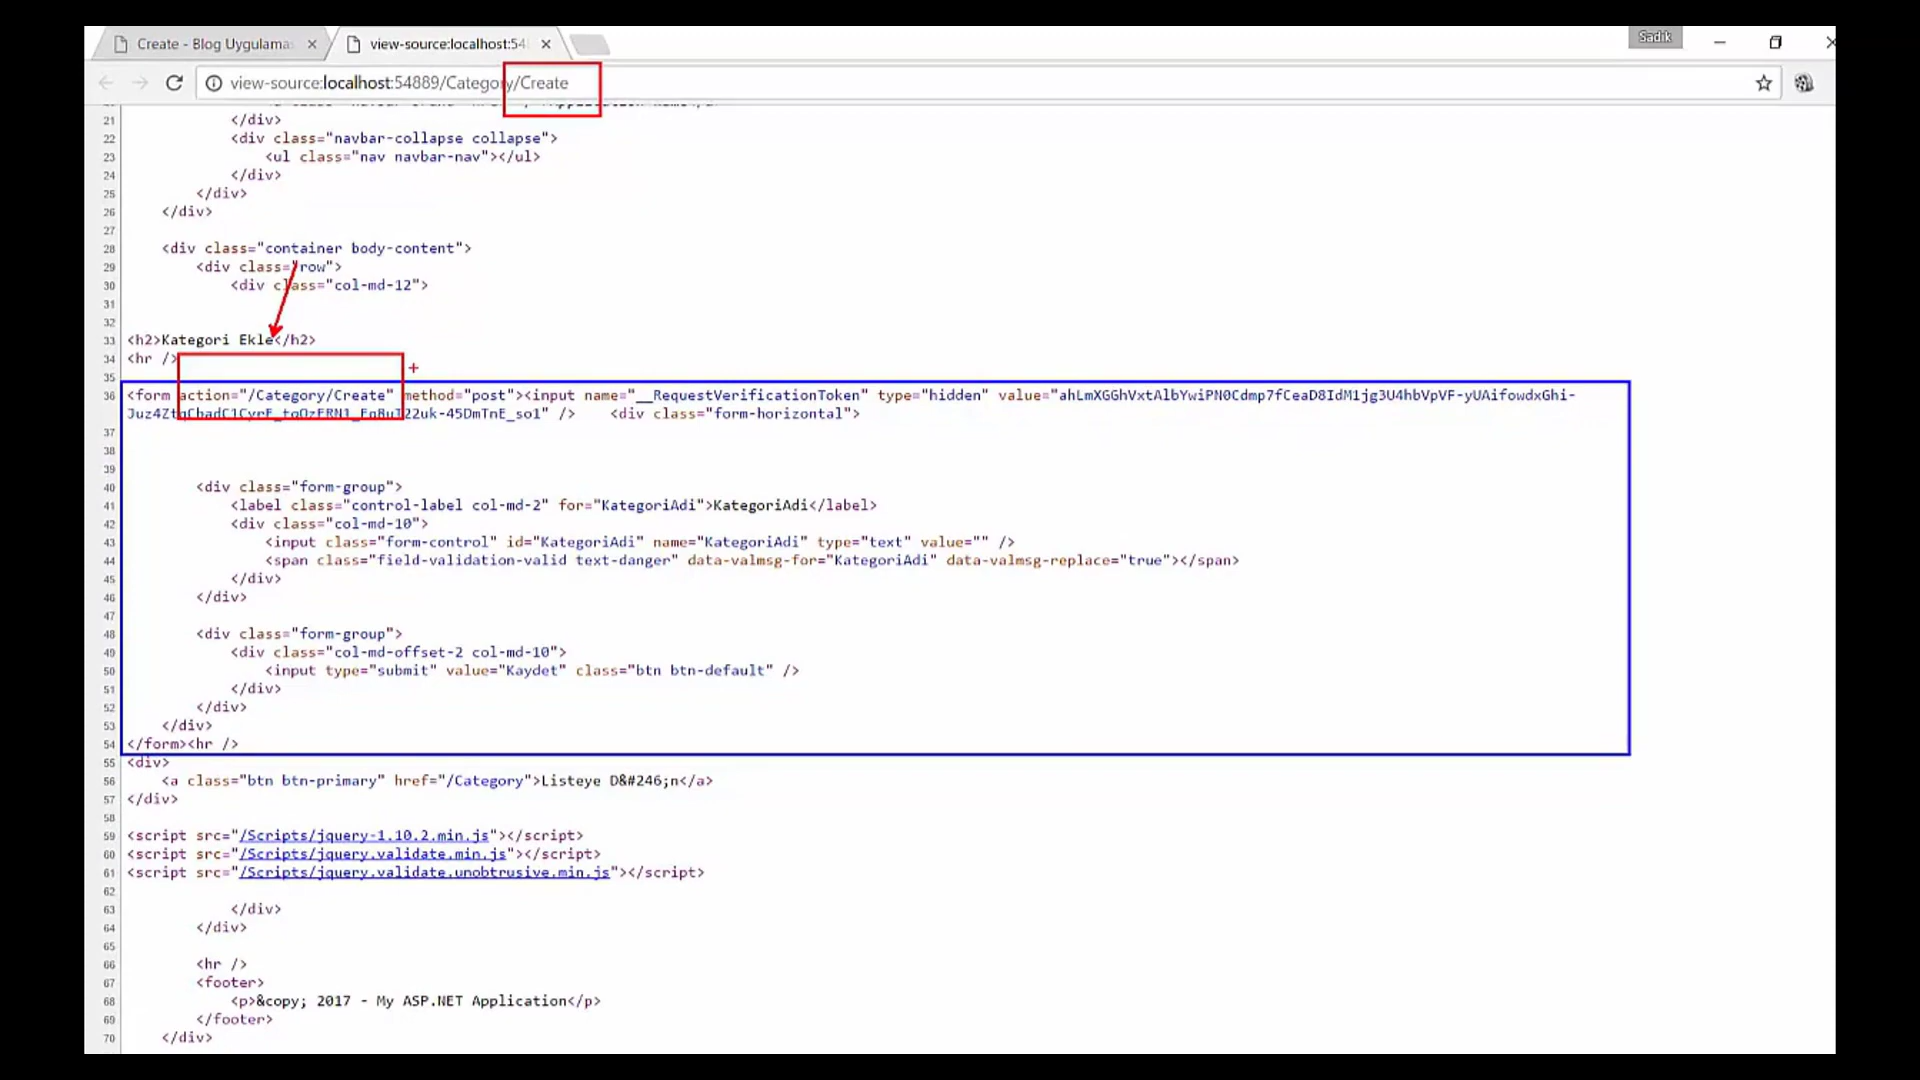 Create - Blog Uygulama
view-source:localhost:54
Sadik
view-source:localhost:54889/Category/Create
21 </div>
22 <div class="navbar-collapse collapse">
23 <ul class="nav navbar-nav"></ul>
24 </div>
25 </div>
26 </div>
27
28 <div class="container body-content">
29 <div class="row">
30 <div class="col-md-12">
31
32
33 <h2>Kategori Ekle</h2>
34 <hr />
35
36 <form action="/Category/Create" method="post"><input name="__RequestVerificationToken" type="hidden" value="ahLmXGGhVxtAlbYwiPN0Cdmp7fCeaD8IdM1jg3U4hbVpVF-yUAifowdxGhi-
/> <div class="form-horizontal">
37
38
39
40 <div class="form-group">
41 <label class="control-label col-md-2" for="KategoriAdi">KategoriAdi</label>
42 <div class="col-md-10">
43 <input class="form-control" id="KategoriAdi" name="KategoriAdi" type="text" value="" />
44 <span class="field-validation-valid text-danger" data-valmsg-for="KategoriAdi" data-valmsg-replace="true"></span>
45 </div>
46 </div>
47
48 <div class="form-group">
49 <div class="col-md-offset-2 col-md-10">
50 <input type="submit" value="Kaydet" class="btn btn-default" />
51 </div>
52 </div>
53 </div>
54 </form><hr />
55 <div>
56 <a class="btn btn-primary" href="/Category">Listeye D&#246;n</a>
57 </div>
58
59 <script src="/Scripts/jquery-1.10.2.min.js"></script>
60 <script src="/Scripts/jquery.validate.min.js"></script>
61 <script src="/Scripts/jquery.validate.unobtrusive.min.js"></script>
62
63 </div>
64 </div>
65
66 <hr />
67 <footer>
68 <p>&copy; 2017 - My ASP.NET Application</p>
69 </footer>
70 </div>